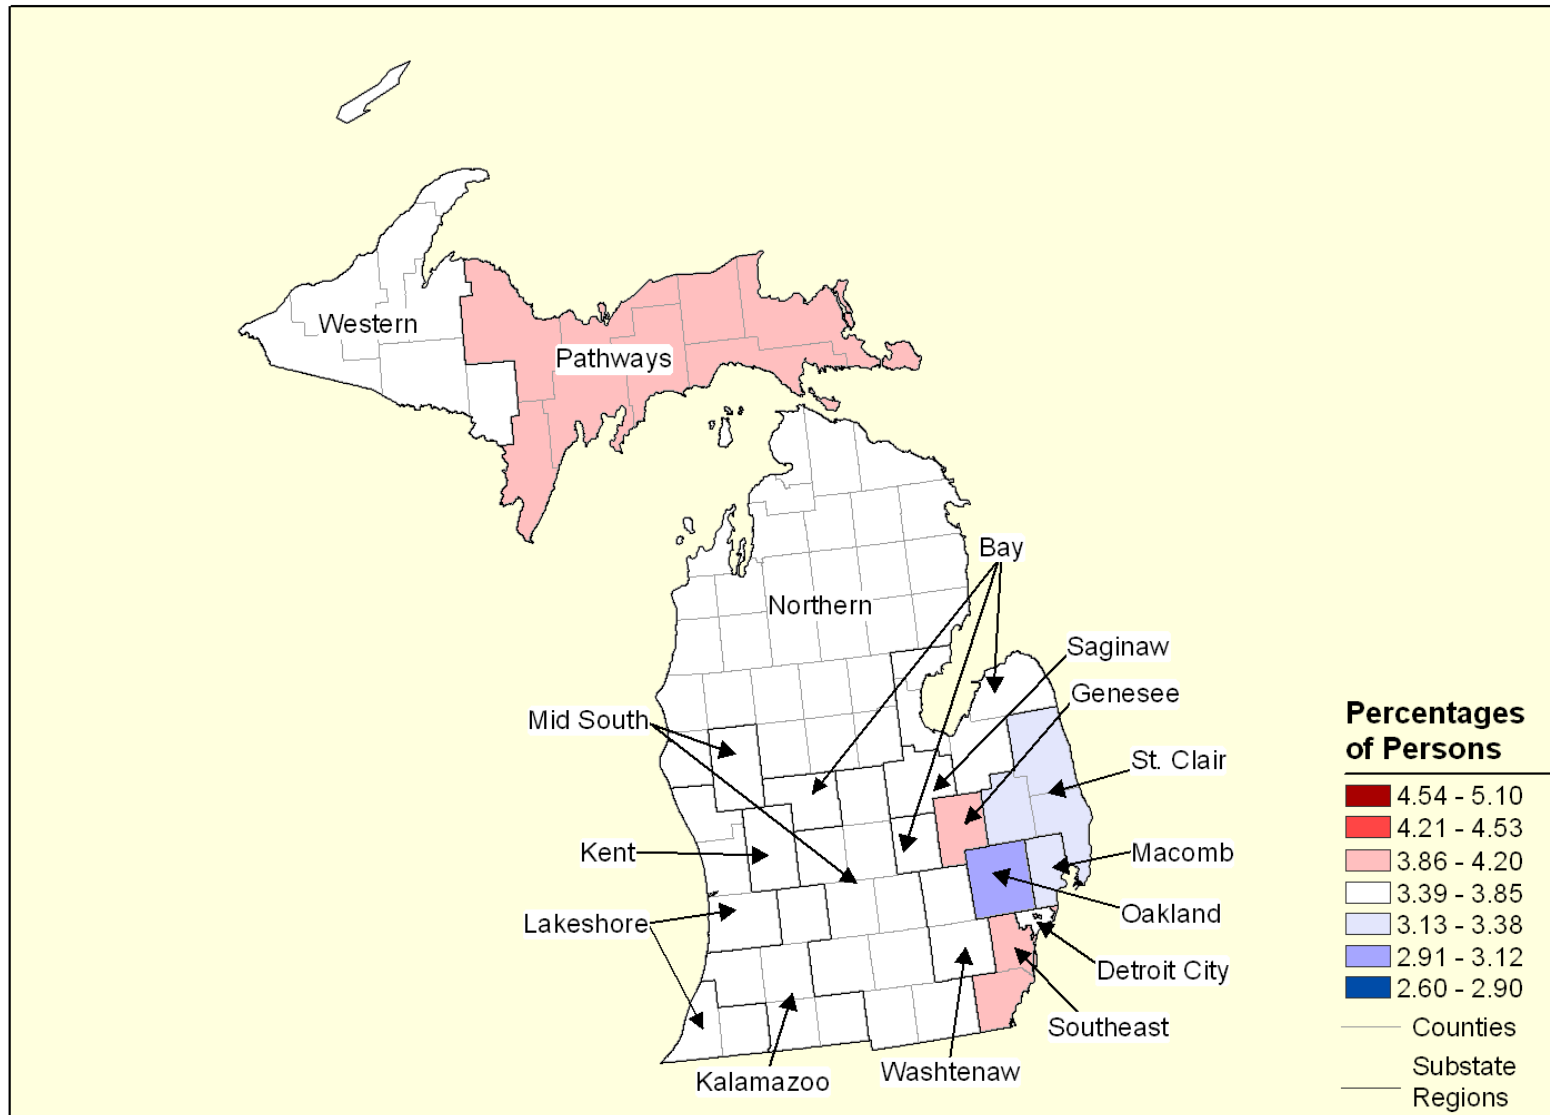 Western
Pathways
Bay
Northern
Saginaw
Genesee
Mid South
St. Clair
Kent
Macomb
Oakland
Lakeshore
Detroit City
Southeast
Washtenaw
Kalamazoo
Percentages
of Persons
4.54 - 5.10
4.21 - 4.53
3.86 - 4.20
3.39 - 3.85
3.13 - 3.38
2.91 - 3.12
2.60 - 2.90
Counties
Substate
Regions